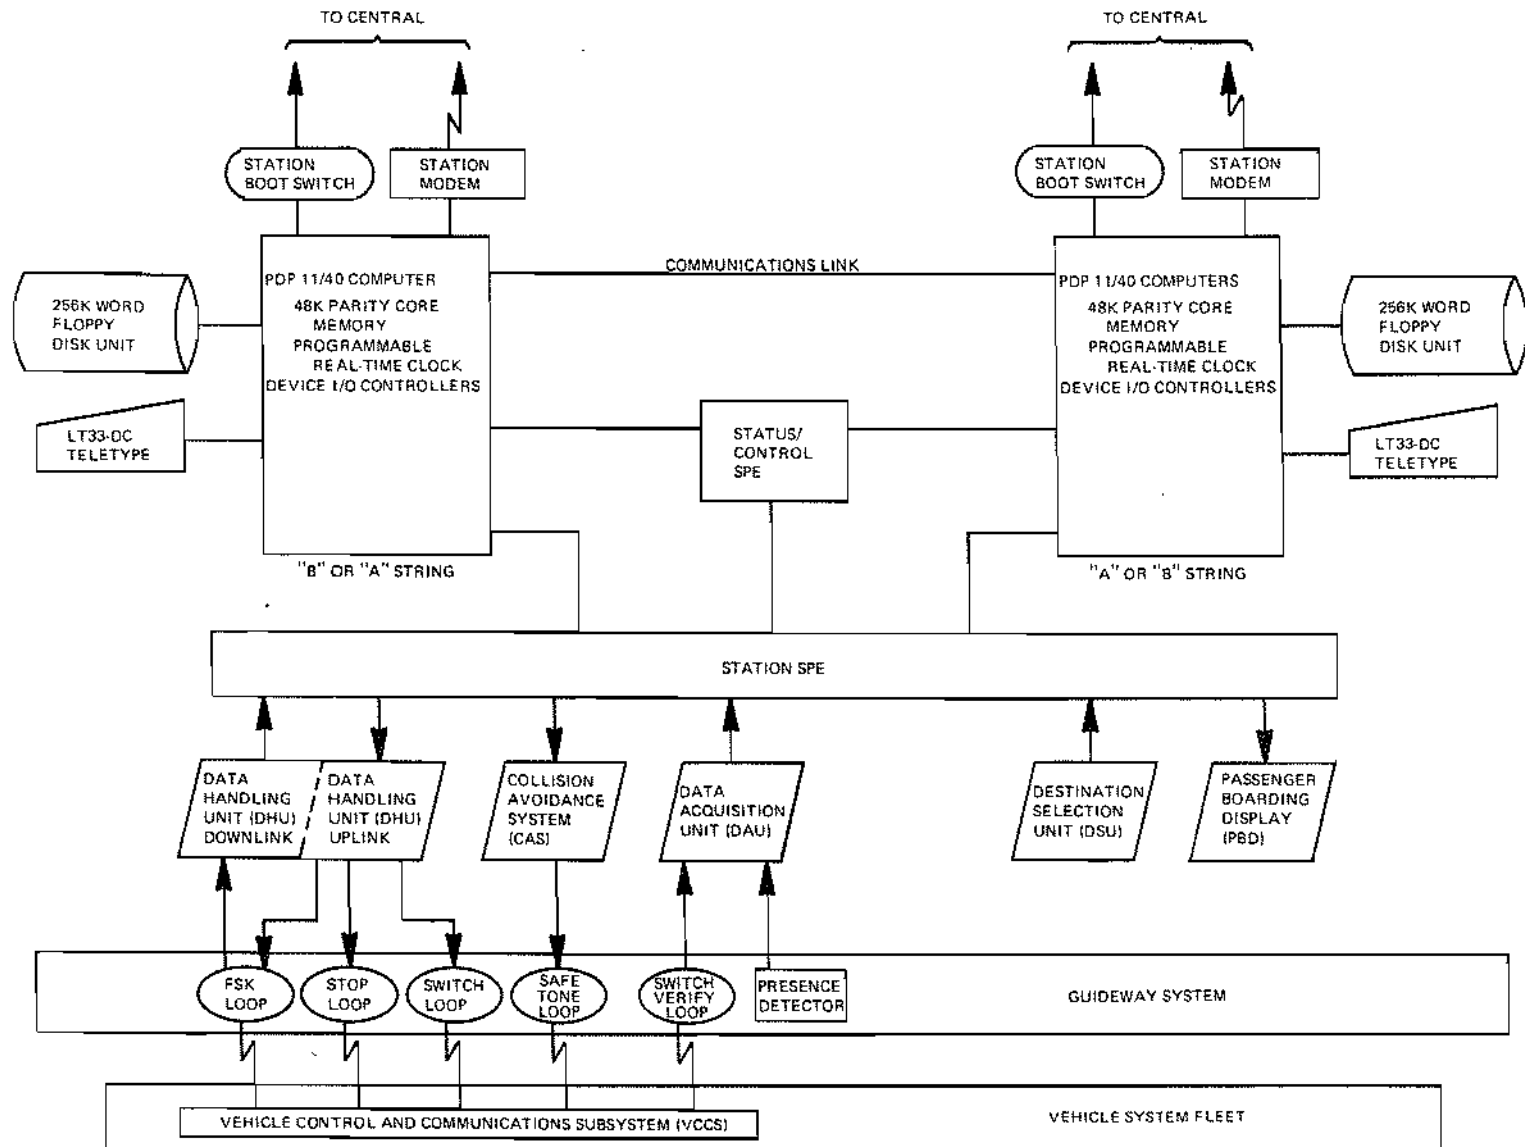 TO CENTRAL
TO CENTRAL
STATION
BOOT SWITCH
STATION
MODEM
STATION
BOOT SWITCH
STATION
MODEM
COMMUNICATIONS LINK
256K WORD
FLOPPY
DISK UNIT
PDP 11/40 COMPUTER
48K PARITY CORE
MEMORY
PROGRAMMABLE
REAL-TIME CLOCK
DEVICE I/O CONTROLLERS
PDP 11/40 COMPUTERS
48K PARITY CORE
MEMORY
PROGRAMMABLE
REAL-TIME CLOCK
DEVICE I/O CONTROLLERS
256K WORD
FLOPPY
DISK UNIT
LT33-DC
TELETYPE
STATUS/
CONTROL
SPE
LT33-DC
TELETYPE
"B" OR "A" STRING
"A" OR "B" STRING
STATION SPE
DATA
HANDLING
UNIT (DHU)
DOWNLINK
DATA
HANDLING
UNIT (DHU)
UPLINK
COLLISION
AVOIDANCE
SYSTEM
(CAS)
DATA
ACQUISITION
UNIT (DAU)
DESTINATION
SELECTION
UNIT (DSU)
PASSENGER
BOARDING
DISPLAY
(PBD)
FSK
LOOP
STOP
LOOP
SWITCH
LOOP
SAFE
TONE
LOOP
SWITCH
VERIFY
LOOP
PRESENCE
DETECTOR
GUIDEWAY SYSTEM
VEHICLE CONTROL AND COMMUNICATIONS SUBSYSTEM (VCCS)
VEHICLE SYSTEM FLEET